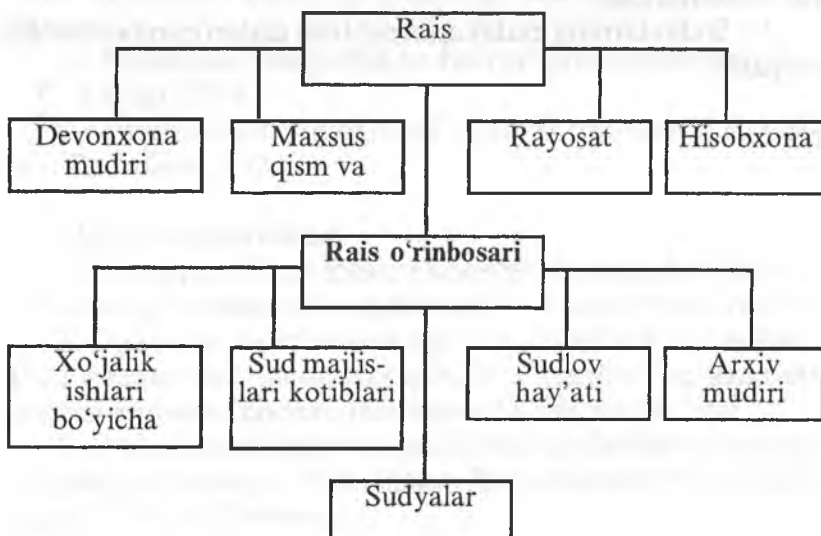 Rais
Devonxona
mudiri
Maxsus
qism va
Rayosat
Hisobxona
Rais o‘rinbosari
Xo‘jalik
ishlari
bo‘yicha
Sud majlis-
lari kotiblari
Sudlov
hay’ati
Arxiv
mudiri
Sudyalar